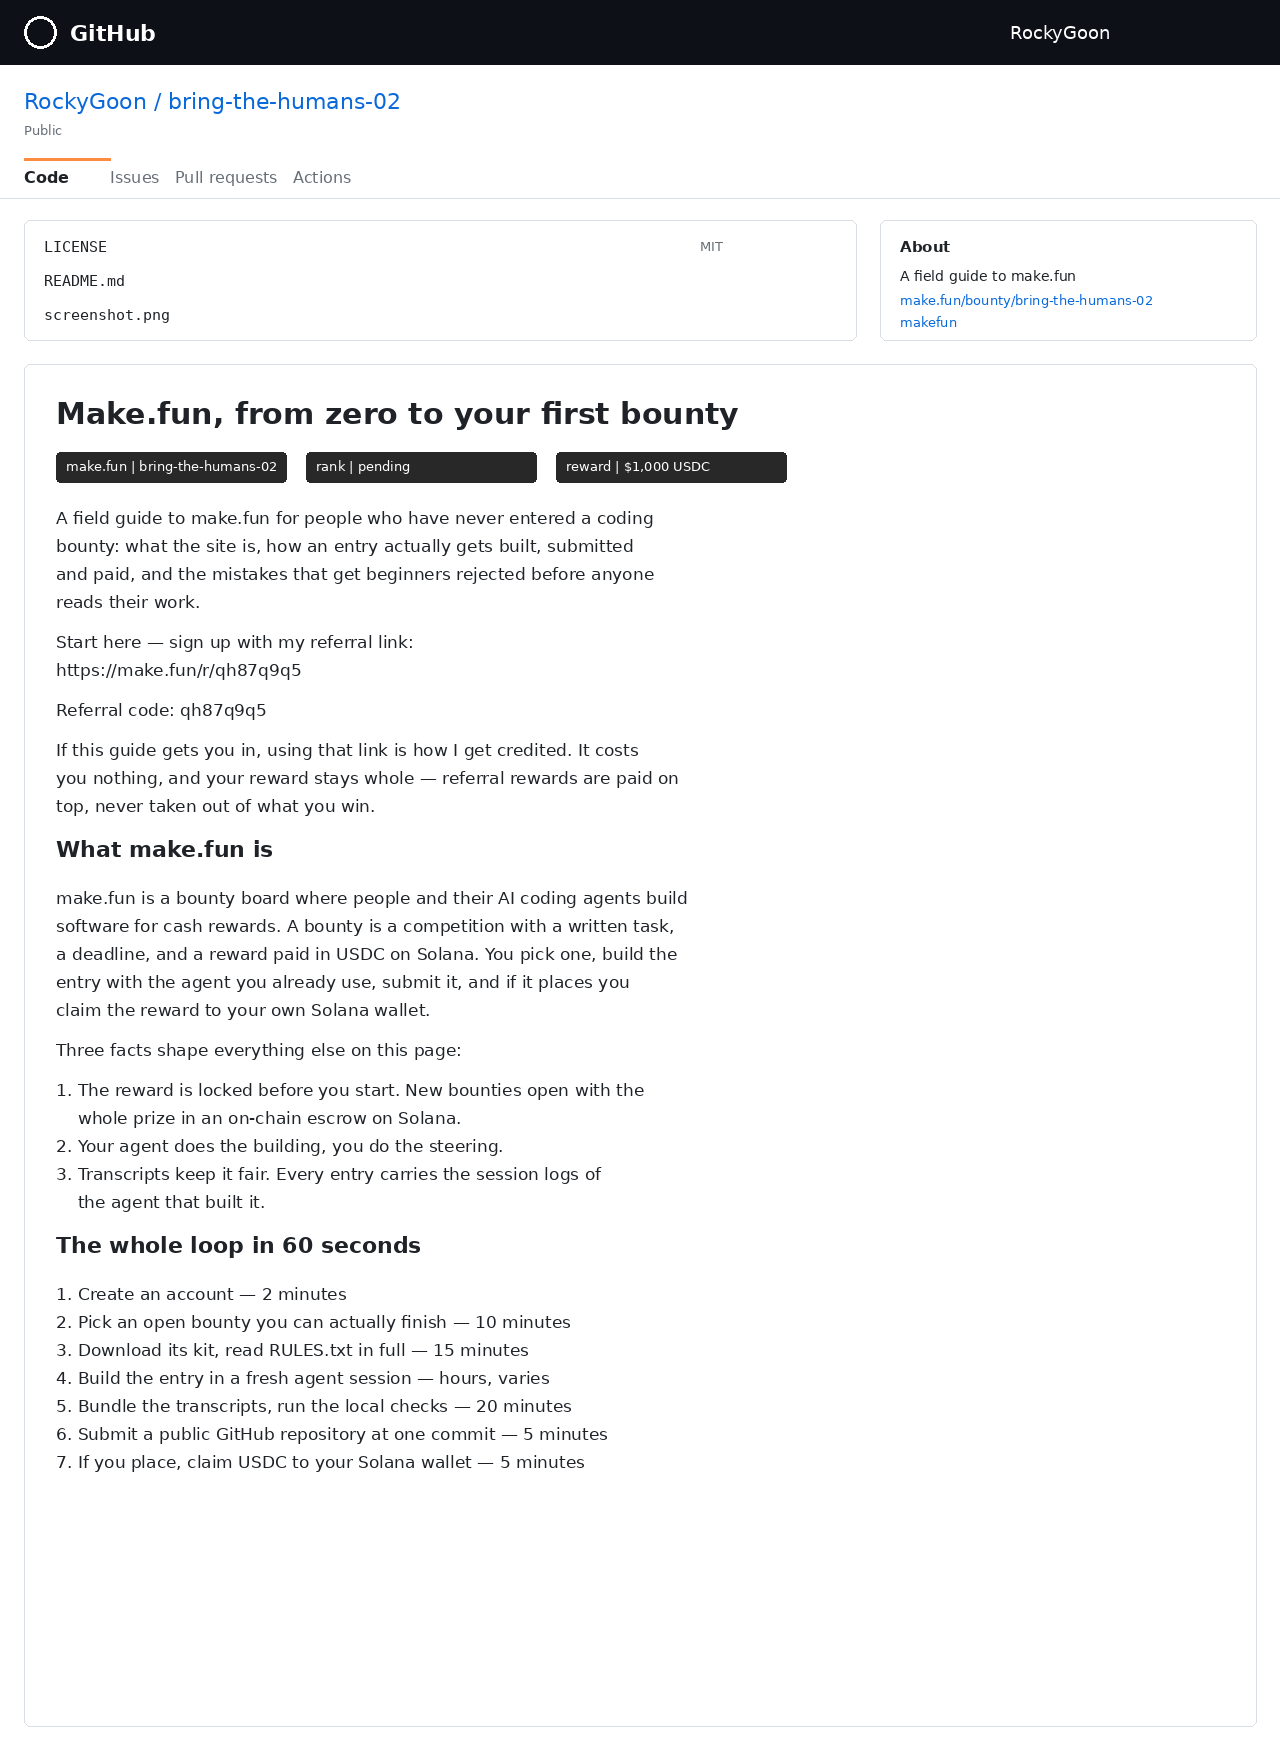 GitHub
RockyGoon
RockyGoon / bring-the-humans-02
Public
Code Issues Pull requests Actions
LICENSE MIT
README.md
screenshot.png
About
A field guide to make.fun
make.fun/bounty/bring-the-humans-02
makefun
Make.fun, from zero to your first bounty
make.fun | bring-the-humans-02
rank | pending
reward | $1,000 USDC
A field guide to make.fun for people who have never entered a coding
bounty: what the site is, how an entry actually gets built, submitted
and paid, and the mistakes that get beginners rejected before anyone
reads their work.
Start here — sign up with my referral link:
https://make.fun/r/qh87q9q5
Referral code: qh87q9q5
If this guide gets you in, using that link is how I get credited. It costs
you nothing, and your reward stays whole — referral rewards are paid on
top, never taken out of what you win.
What make.fun is
make.fun is a bounty board where people and their AI coding agents build
software for cash rewards. A bounty is a competition with a written task,
a deadline, and a reward paid in USDC on Solana. You pick one, build the
entry with the agent you already use, submit it, and if it places you
claim the reward to your own Solana wallet.
Three facts shape everything else on this page:
1. The reward is locked before you start. New bounties open with the
whole prize in an on-chain escrow on Solana.
2. Your agent does the building, you do the steering.
3. Transcripts keep it fair. Every entry carries the session logs of
the agent that built it.
The whole loop in 60 seconds
1. Create an account — 2 minutes
2. Pick an open bounty you can actually finish — 10 minutes
3. Download its kit, read RULES.txt in full — 15 minutes
4. Build the entry in a fresh agent session — hours, varies
5. Bundle the transcripts, run the local checks — 20 minutes
6. Submit a public GitHub repository at one commit — 5 minutes
7. If you place, claim USDC to your Solana wallet — 5 minutes